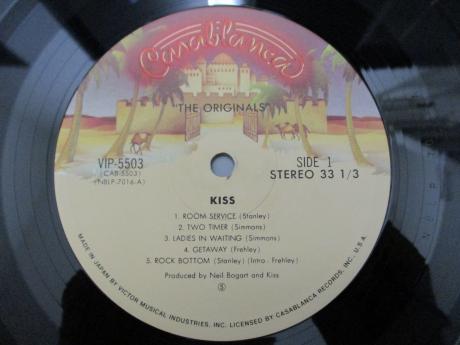 Casablanca
"THE ORIGINALS"
VIP-5503
(CAB-5503)
(NBLP-7016-A)
SIDE 1
STEREO 33 1/3
KISS
1. ROOM SERVICE (Stanley)
2. TWO TIMER (Simmons)
3. LADIES IN WAITING (Simmons)
4. GETAWAY (Frehley)
5. ROCK BOTTOM (Stanley) (Intro - Frehley)
Produced by Neil Bogart and Kiss
Ⓢ
MADE IN JAPAN BY VICTOR MUSICAL INDUSTRIES, INC. LICENSED BY CASABLANCA RECORDS, INC., U.S.A.